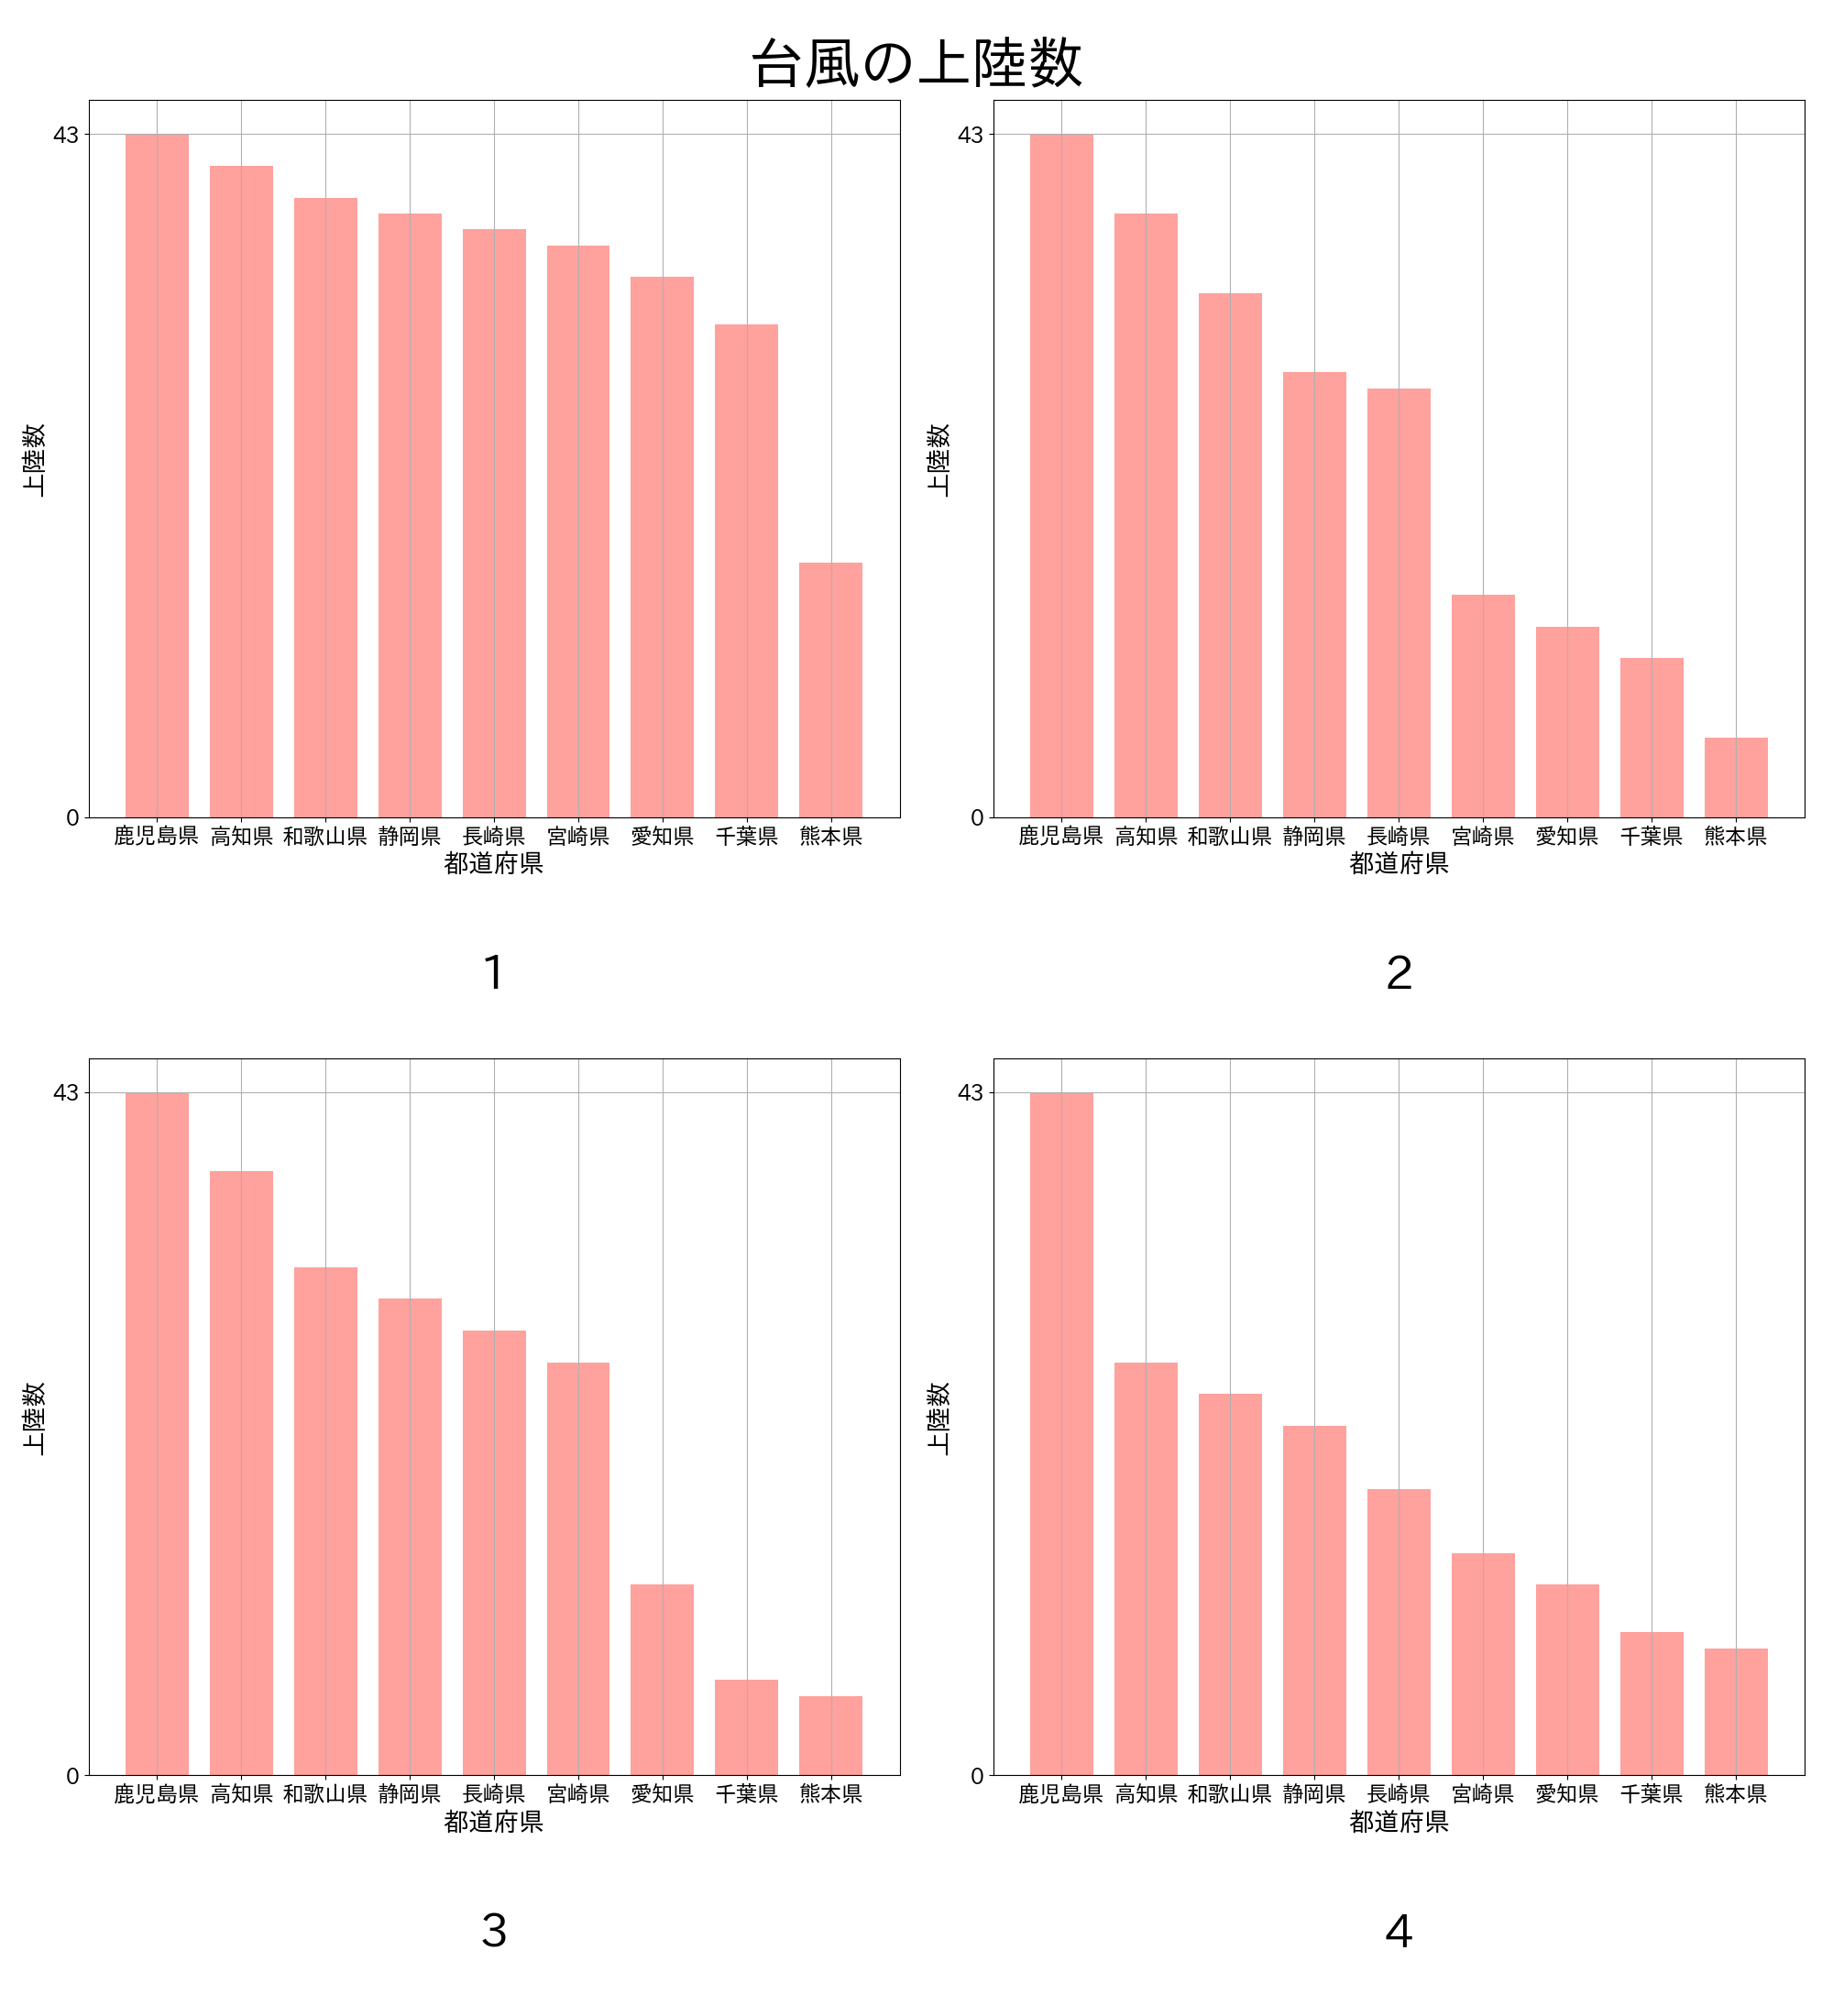 台風の上陸数
43
0
上陸数
鹿児島県 高知県 和歌山県 静岡県 長崎県 宮崎県 愛知県 千葉県 熊本県
都道府県
1
43
0
上陸数
鹿児島県 高知県 和歌山県 静岡県 長崎県 宮崎県 愛知県 千葉県 熊本県
都道府県
2
43
0
上陸数
鹿児島県 高知県 和歌山県 静岡県 長崎県 宮崎県 愛知県 千葉県 熊本県
都道府県
3
43
0
上陸数
鹿児島県 高知県 和歌山県 静岡県 長崎県 宮崎県 愛知県 千葉県 熊本県
都道府県
4